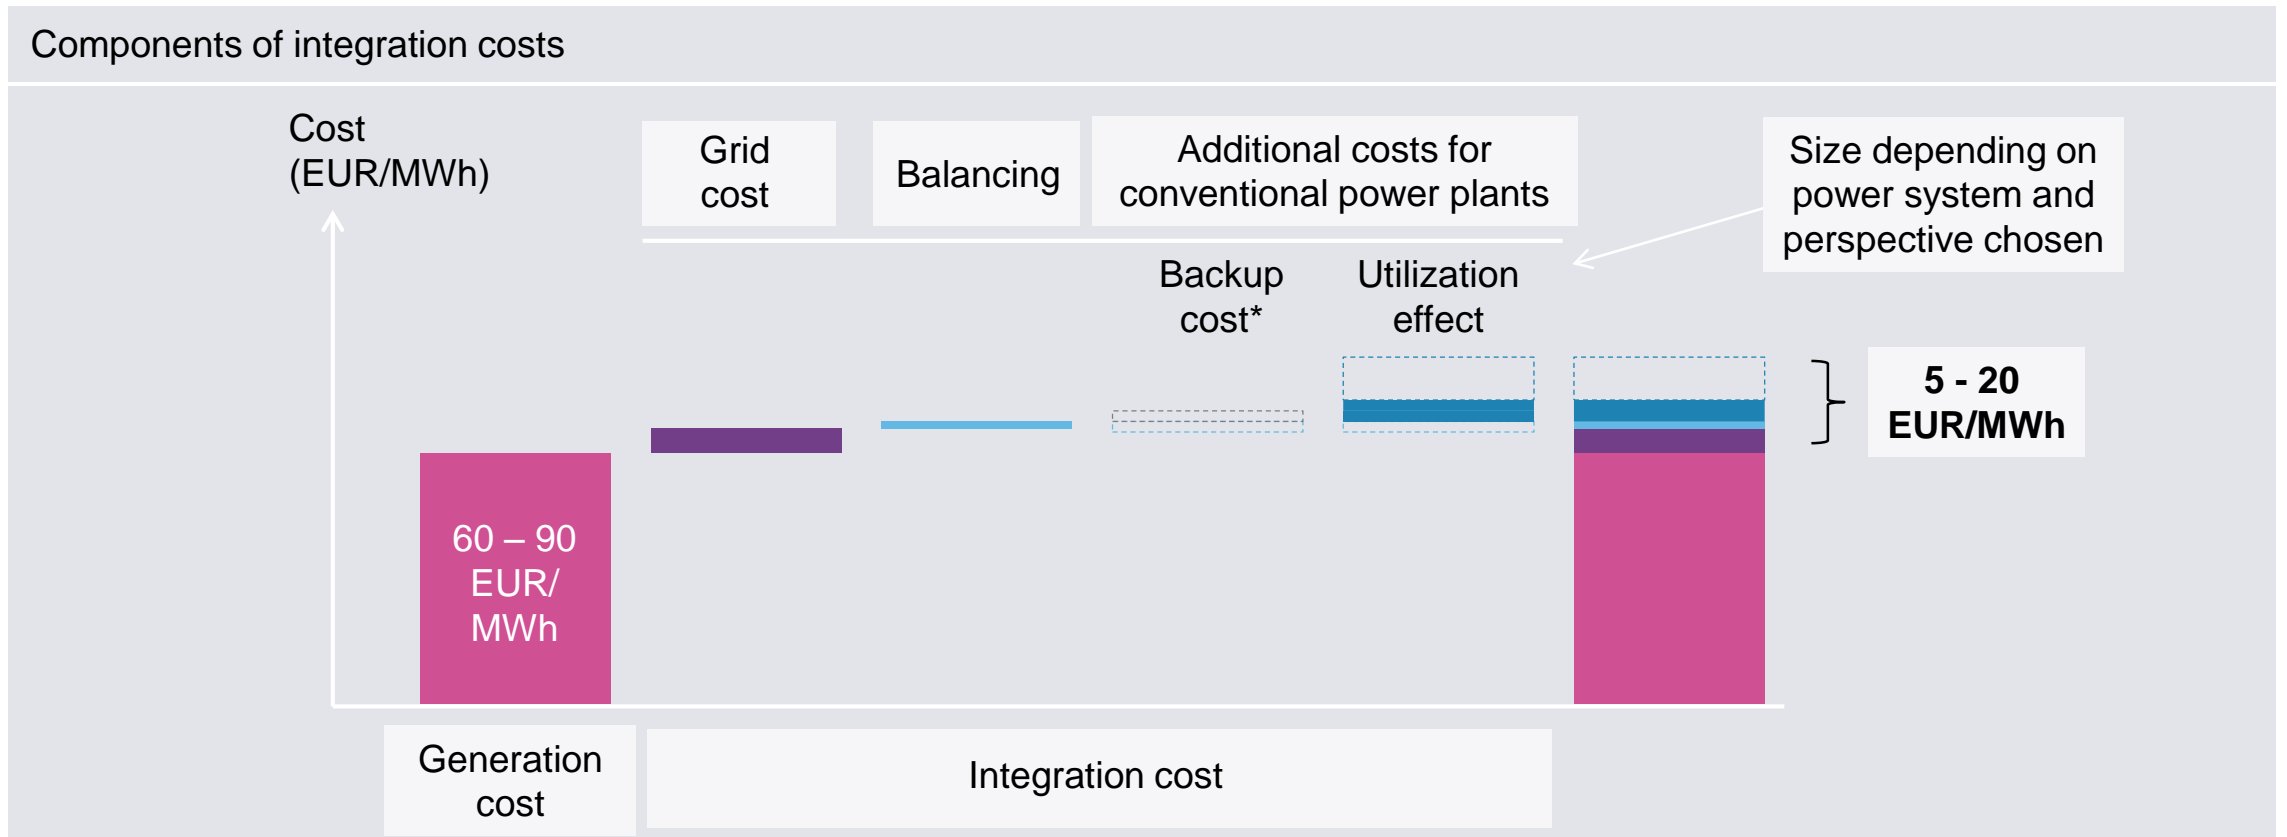 Components of integration costs
Cost
(EUR/MWh)
Grid
cost
Balancing
Additional costs for
conventional power plants
Size depending on
power system and
perspective chosen
Backup
cost*
Utilization
effect
5 - 20
EUR/MWh
60 – 90
EUR/
MWh
Generation
cost
Integration cost